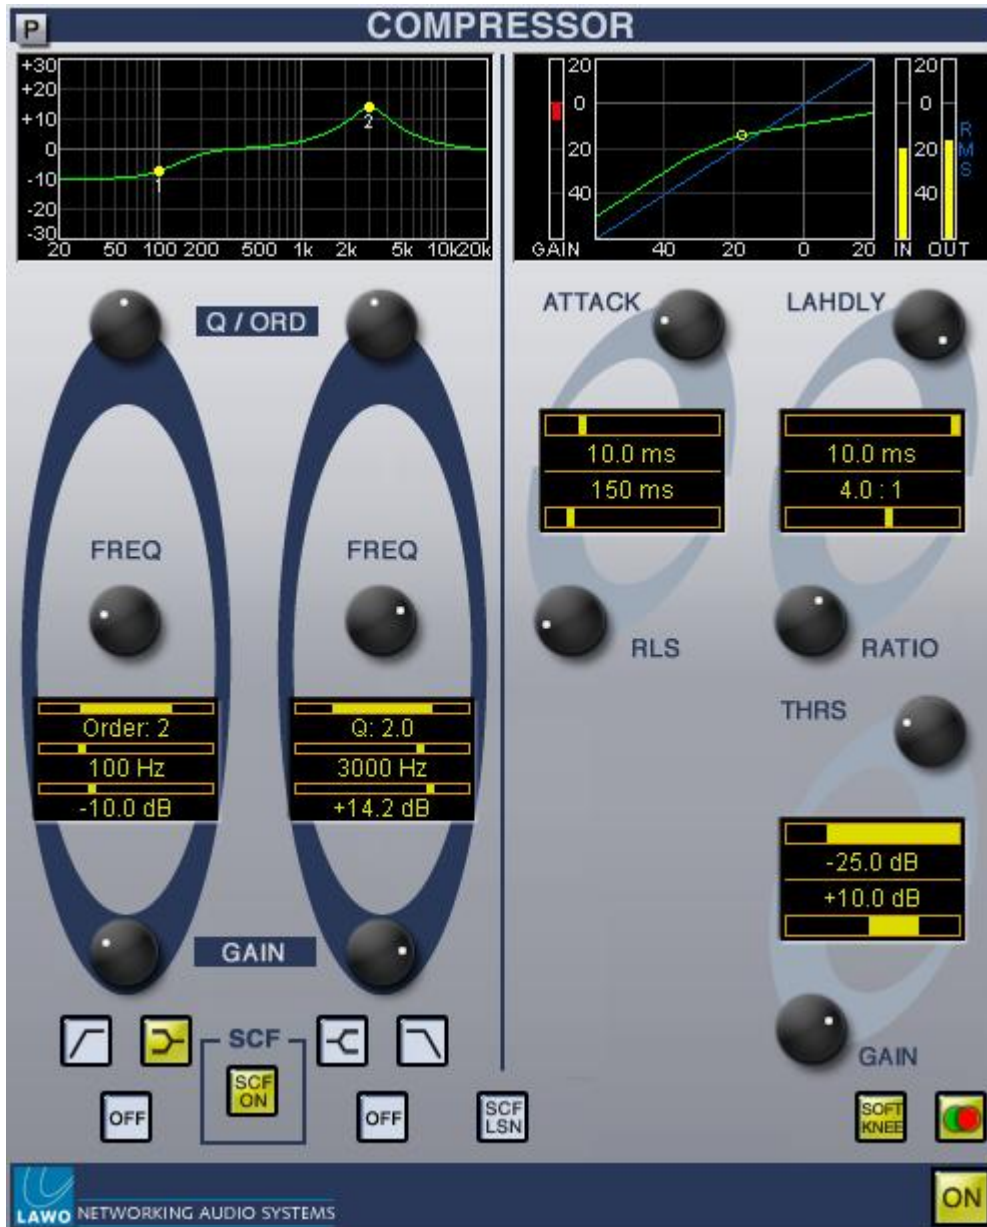 P
COMPRESSOR
+30
+20
+10
0
-10
-20
-30
20 50 100 200 500 1k 2k 5k 10k 20k
1
2
20
0
20
40
GAIN
40 20 0 20
20
0
20
40
IN OUT
RMS
Q / ORD
ATTACK
LAHDLY
10.0 ms
150 ms
10.0 ms
4.0 : 1
FREQ
FREQ
RLS
RATIO
Order: 2
100 Hz
-10.0 dB
Q: 2.0
3000 Hz
+14.2 dB
THRS
-25.0 dB
+10.0 dB
GAIN
GAIN
SCF
SCF
ON
OFF
OFF
SCF
LSN
SOFT
KNEE
LAWO NETWORKING AUDIO SYSTEMS
ON